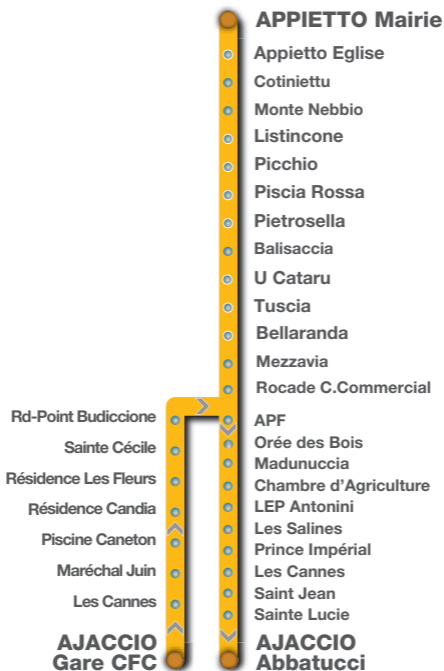 APPIETTO Mairie
Appietto Eglise
Cotiniettu
Monte Nebbio
Listincone
Picchio
Piscia Rossa
Pietrosella
Balisaccia
U Cataru
Tuscia
Bellaranda
Mezzavia
Rocade C.Commercial
APF
Orée des Bois
Madunuccia
Chambre d'Agriculture
LEP Antonini
Les Salines
Prince Impérial
Les Cannes
Saint Jean
Sainte Lucie
AJACCIO
Abbatucci
Rd-Point Budiccione
Sainte Cécile
Résidence Les Fleurs
Résidence Candia
Piscine Caneton
Maréchal Juin
Les Cannes
AJACCIO
Gare CFC